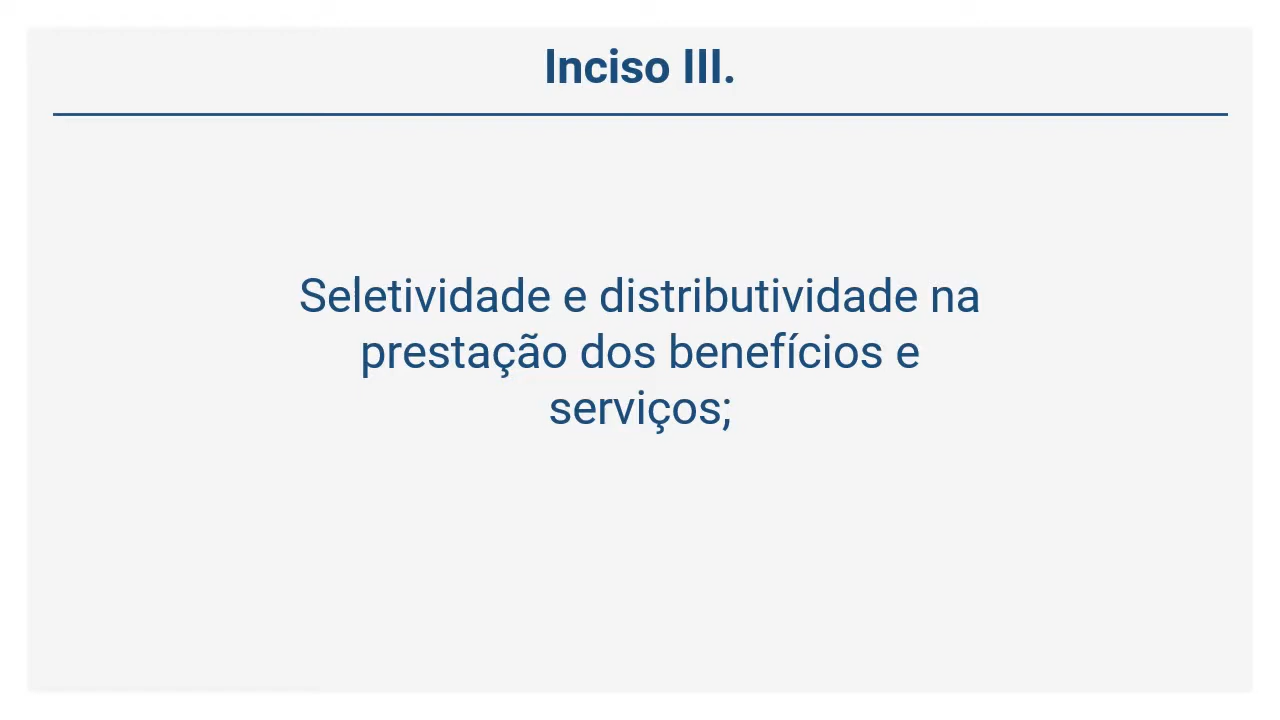 Inciso III.
Seletividade e distributividade na
prestação dos benefícios e
serviços;